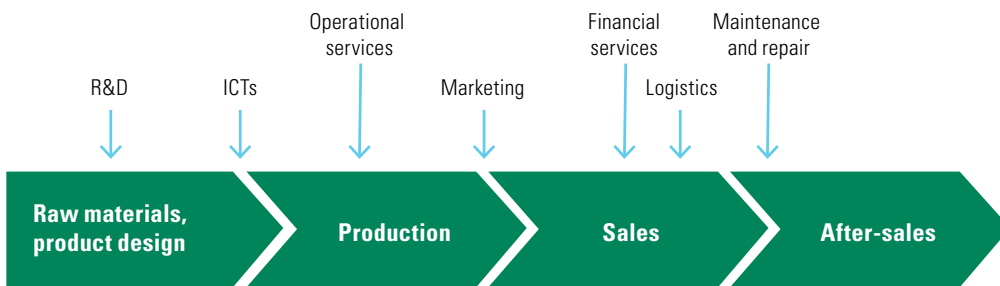 Operational
services
Financial
services
Maintenance
and repair
R&D
ICTs
Marketing
Logistics
Raw materials,
product design
Production
Sales
After-sales